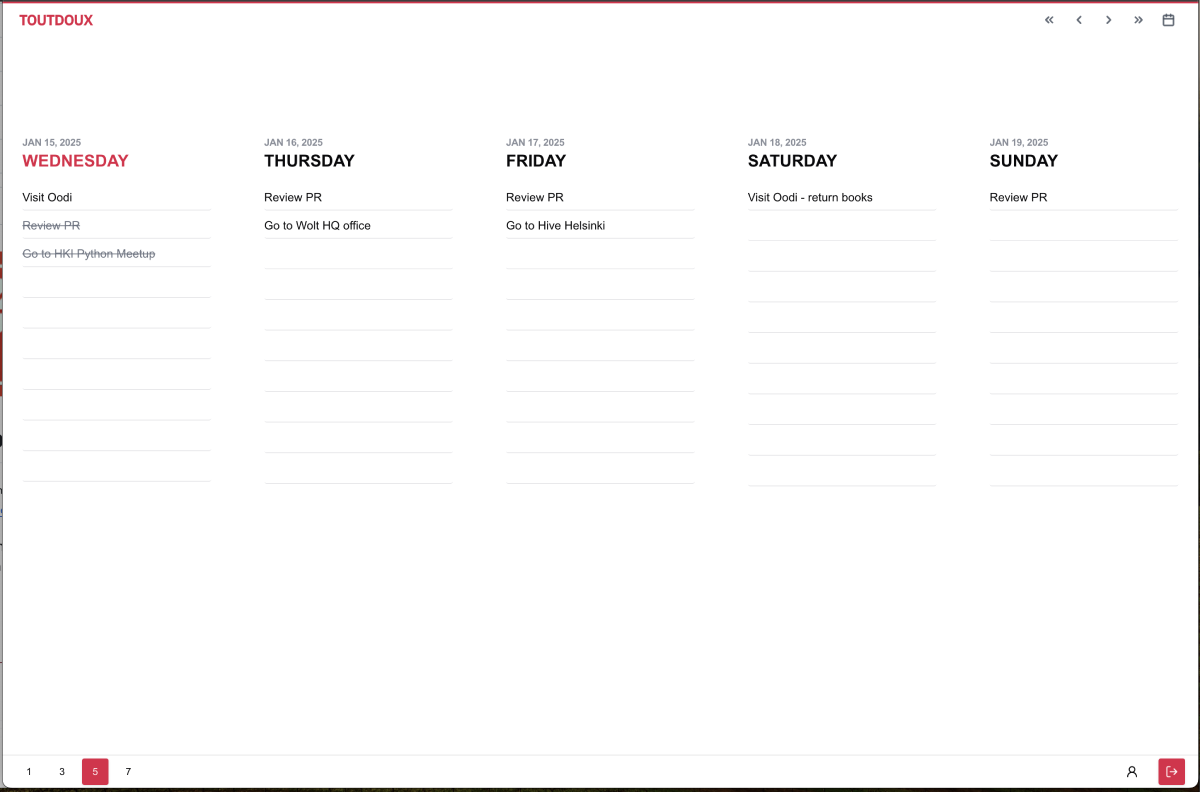 TOUTDOUX
JAN 15, 2025
WEDNESDAY
Visit Oodi
Review PR
Go to HKI Python Meetup
JAN 16, 2025
THURSDAY
Review PR
Go to Wolt HQ office
JAN 17, 2025
FRIDAY
Review PR
Go to Hive Helsinki
JAN 18, 2025
SATURDAY
Visit Oodi - return books
JAN 19, 2025
SUNDAY
Review PR
1 3 5 7